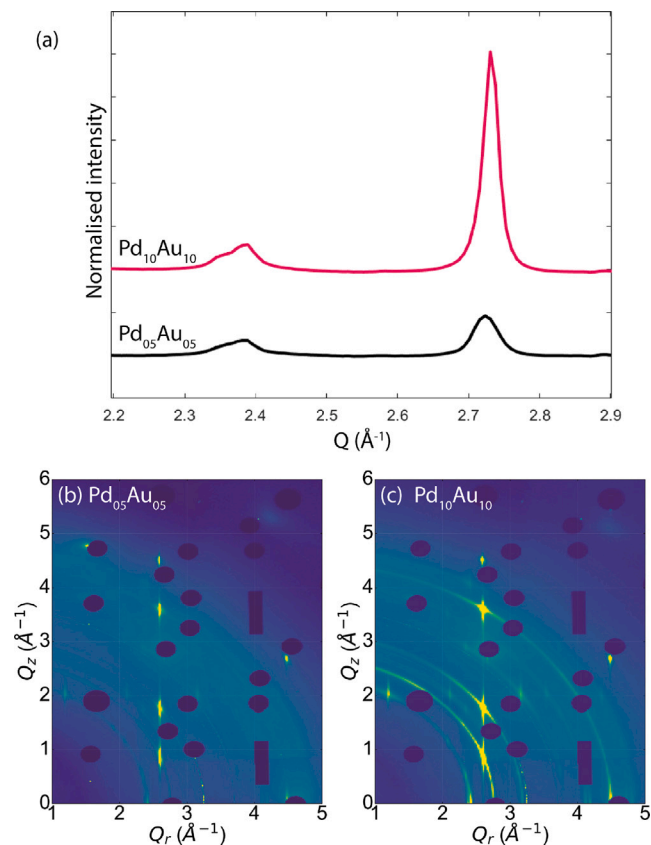 (a)
Normalised intensity
Pd10Au10
Pd05Au05
2.2 2.3 2.4 2.5 2.6 2.7 2.8 2.9
Q (Å-1)
(b) Pd05Au05
6
5
4
3
2
1
0
Qz (Å−1)
1 2 3 4 5
Qr (Å−1)
(c) Pd10Au10
6
5
4
3
2
1
0
Qz (Å−1)
1 2 3 4 5
Qr (Å−1)